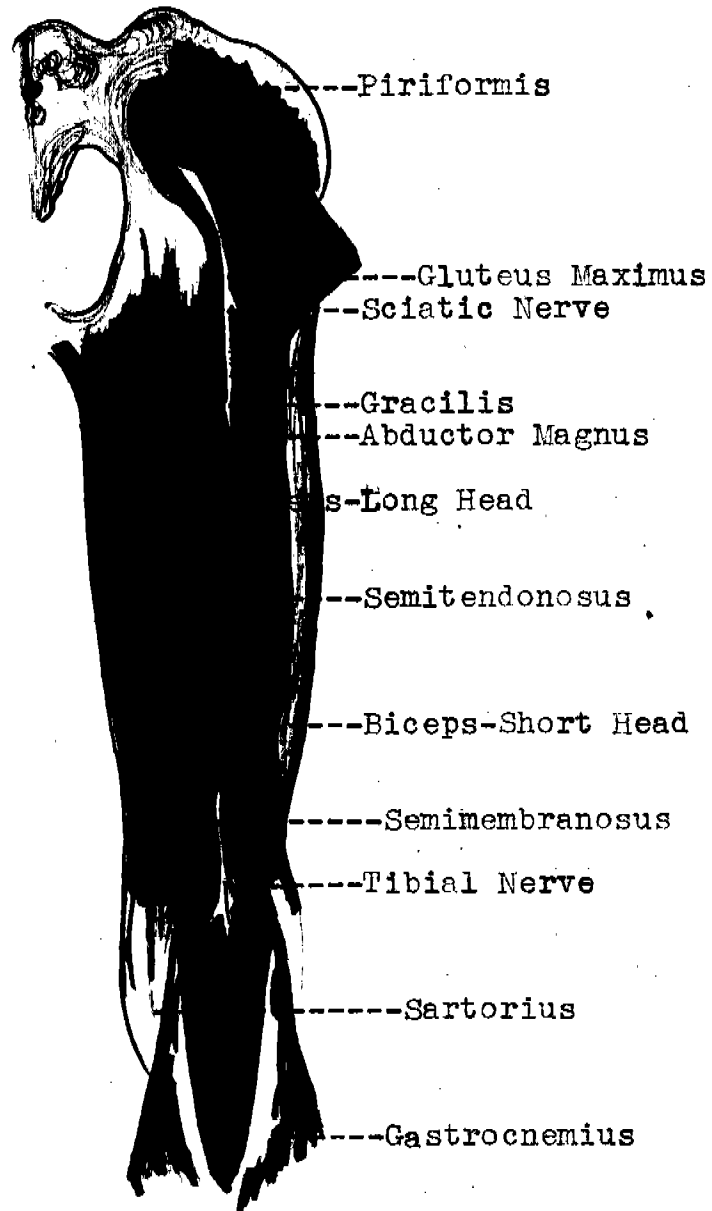 Piriformis
Gluteus Maximus
Sciatic Nerve
Gracilis
Abductor Magnus
-Long Head
Semitendonosus
Biceps-Short Head
Semimembranosus
Tibial Nerve
Sartorius
Gastrocnemius